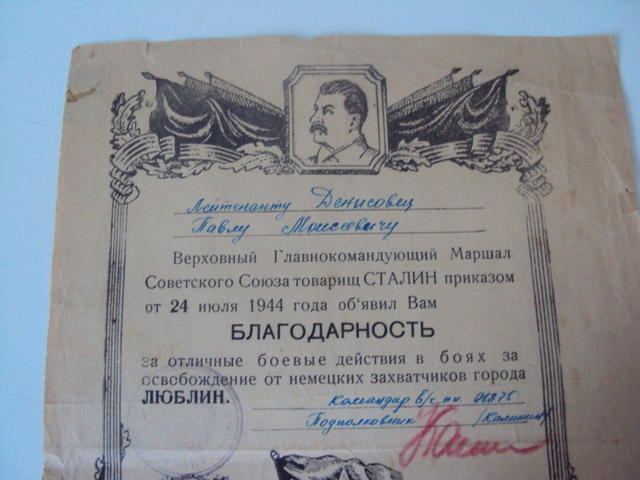 Лейтенанту Денисовец
Павлу Моисеевичу
Верховный Главнокомандующий Маршал
Советского Союза товарищ СТАЛИН приказом
от 24 июля 1944 года об'явил Вам
БЛАГОДАРНОСТЬ
за отличные боевые действия в боях за
освобождение от немецких захватчиков города
ЛЮБЛИН.
Командир в/ч п.п. 06875
Подполковник